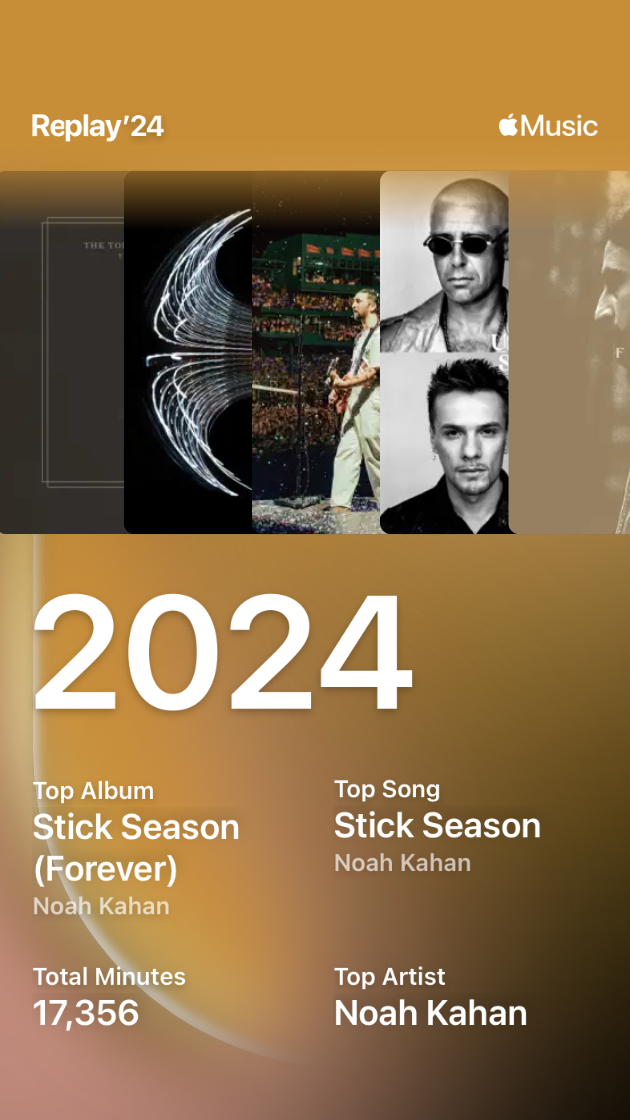 Replay’24
Music
THE TO
F
U
S
F
2024
Top Album
Stick Season
(Forever)
Noah Kahan
Top Song
Stick Season
Noah Kahan
Total Minutes
17,356
Top Artist
Noah Kahan